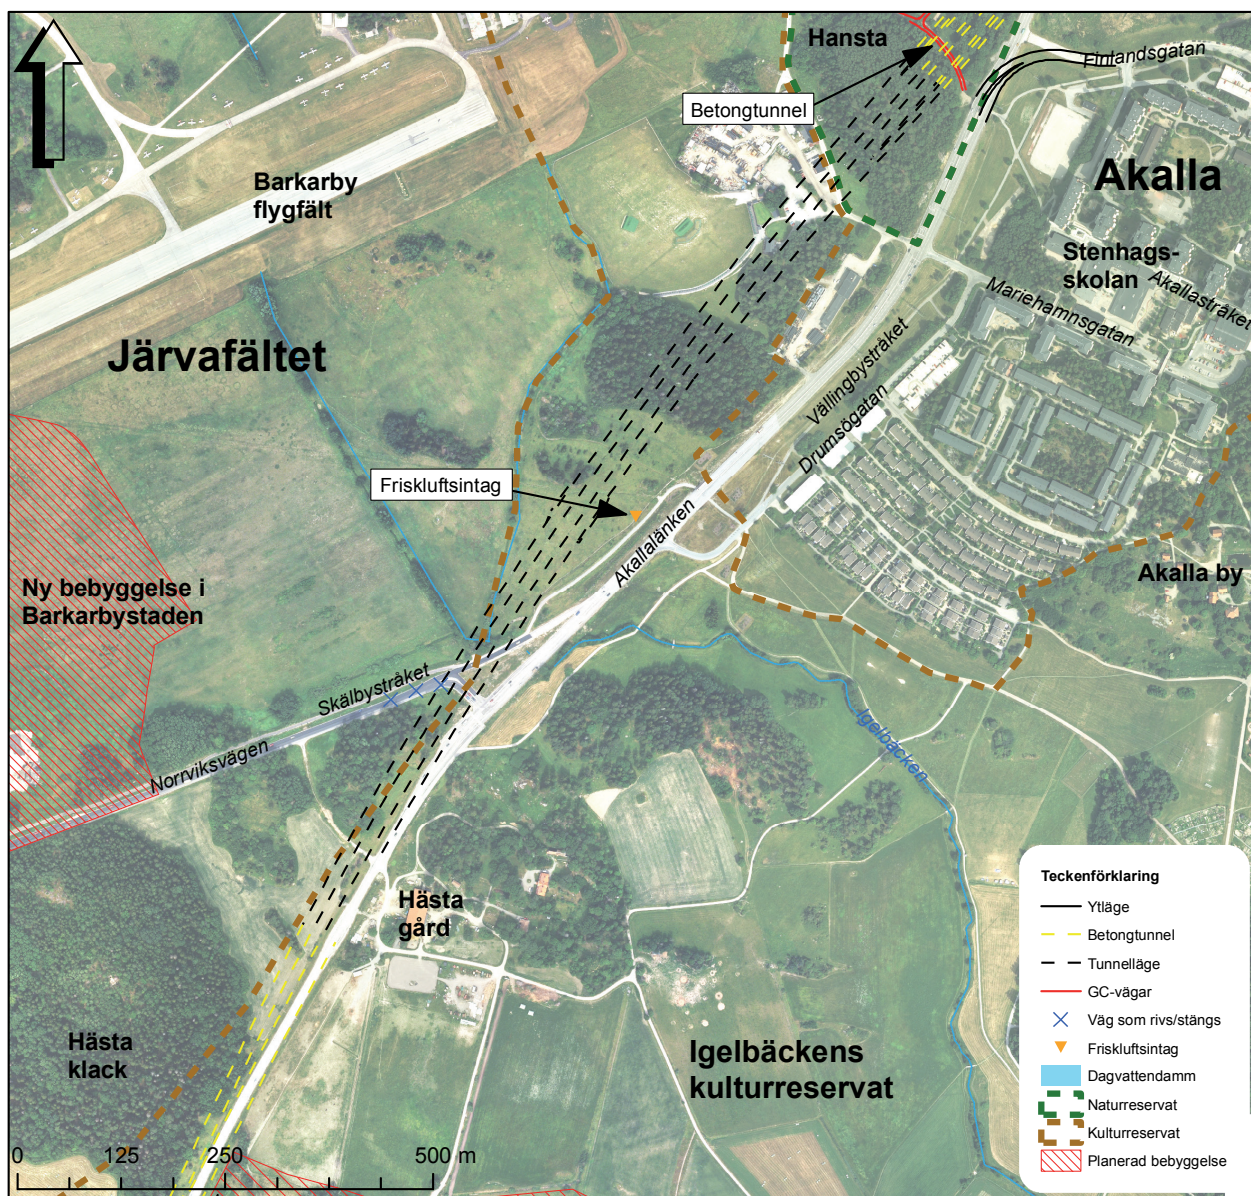 Hansta
Finlandsgatan
Betongtunnel
Akalla
Barkarby
flygfält
Stenhags-
skolan
Akallastråket
Mariehamnsgatan
Järvafältet
Vällingbystråket
Drumsögatan
Friskluftsintag
Akallalänken
Akalla by
Ny bebyggelse i
Barkarbystaden
Skälbystråket
Norrviksvägen
Igelbäcken
Hästa
gård
Hästa
klack
Igelbäckens
kulturreservat
0 125 250 500 m
Teckenförklaring
Ytläge
Betongtunnel
Tunnelläge
GC-vägar
Väg som rivs/stängs
Friskluftsintag
Dagvattendamm
Naturreservat
Kulturreservat
Planerad bebyggelse